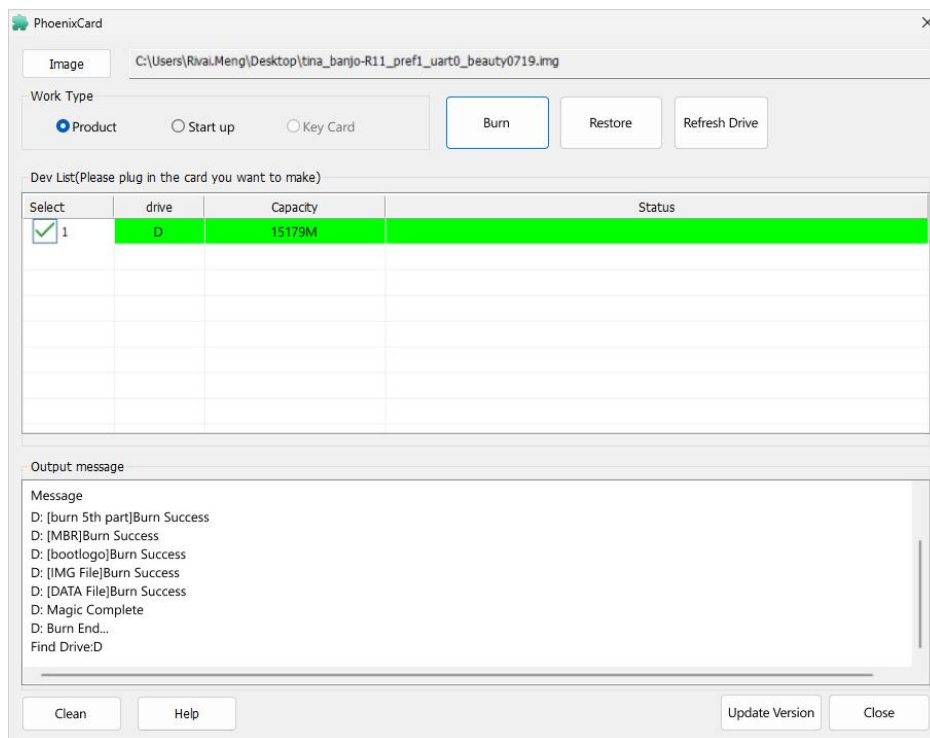 PhoenixCard
Image C:\Users\Rivai.Meng\Desktop\tina_banjo-R11_pref1_uart0_beauty0719.img
Work Type
Product Start up Key Card Burn Restore Refresh Drive
Dev List(Please plug in the card you want to make)
Select drive Capacity Status
1 D 15179M
Output message
Message
D: [burn 5th part]Burn Success
D: [MBR]Burn Success
D: [bootlogo]Burn Success
D: [IMG File]Burn Success
D: [DATA File]Burn Success
D: Magic Complete
D: Burn End...
Find Drive:D
Clean Help Update Version Close